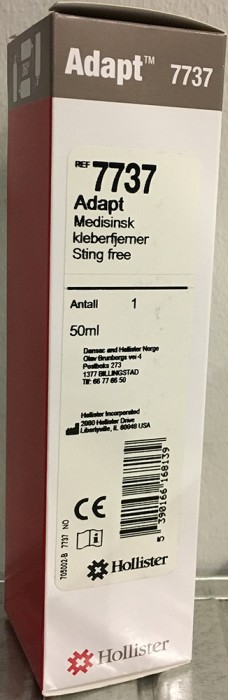 Adapt™ 7737
REF 7737
Adapt
Medisinsk
kleberfjerner
Sting free
Antall 1
50ml
Dansac and Hollister Norge
Olav Brunborgs vei 4
Postboks 273
1377 BILLINGSTAD
Tlf: 66 77 66 50
Hollister Incorporated
2000 Hollister Drive
Libertyville, IL 60048 USA
CE
5 390166 168139
705002-B 7737 NO
Hollister
Hollister